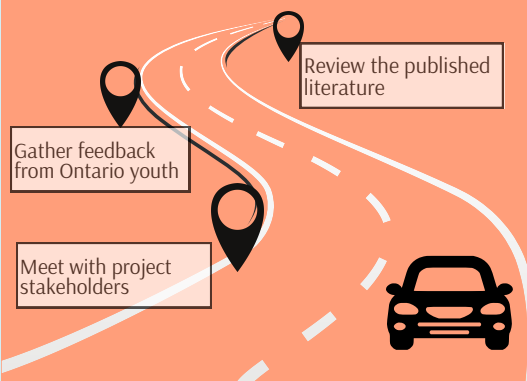 Review the published
literature
Gather feedback
from Ontario youth
Meet with project
stakeholders